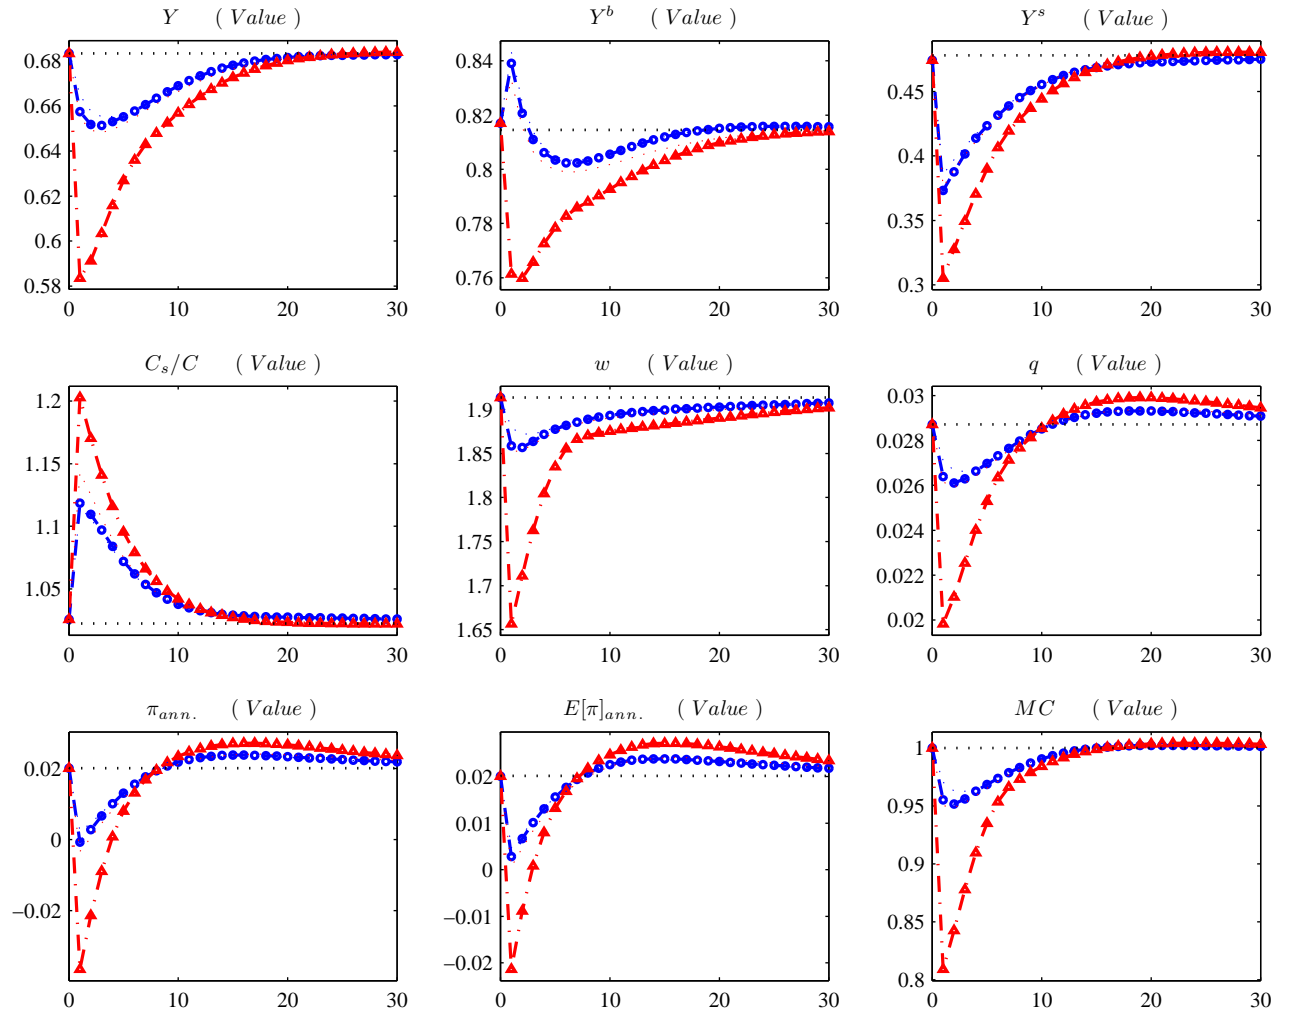 Y ( Value ) Y^b ( Value ) Y^s ( Value )
0.68 0.66 0.64 0.62 0.6 0.58
0 10 20 30
0.84 0.82 0.8 0.78 0.76
0 10 20 30
0.45 0.4 0.35 0.3
0 10 20 30
C_s/C ( Value ) w ( Value ) q ( Value )
1.2 1.15 1.1 1.05
0 10 20 30
1.9 1.85 1.8 1.75 1.7 1.65
0 10 20 30
0.03 0.028 0.026 0.024 0.022 0.02
0 10 20 30
π_{ann.} ( Value ) E[π]_{ann.} ( Value ) MC ( Value )
0.02 0 −0.02
0 10 20 30
0.02 0.01 0 −0.01 −0.02
0 10 20 30
1 0.95 0.9 0.85 0.8
0 10 20 30